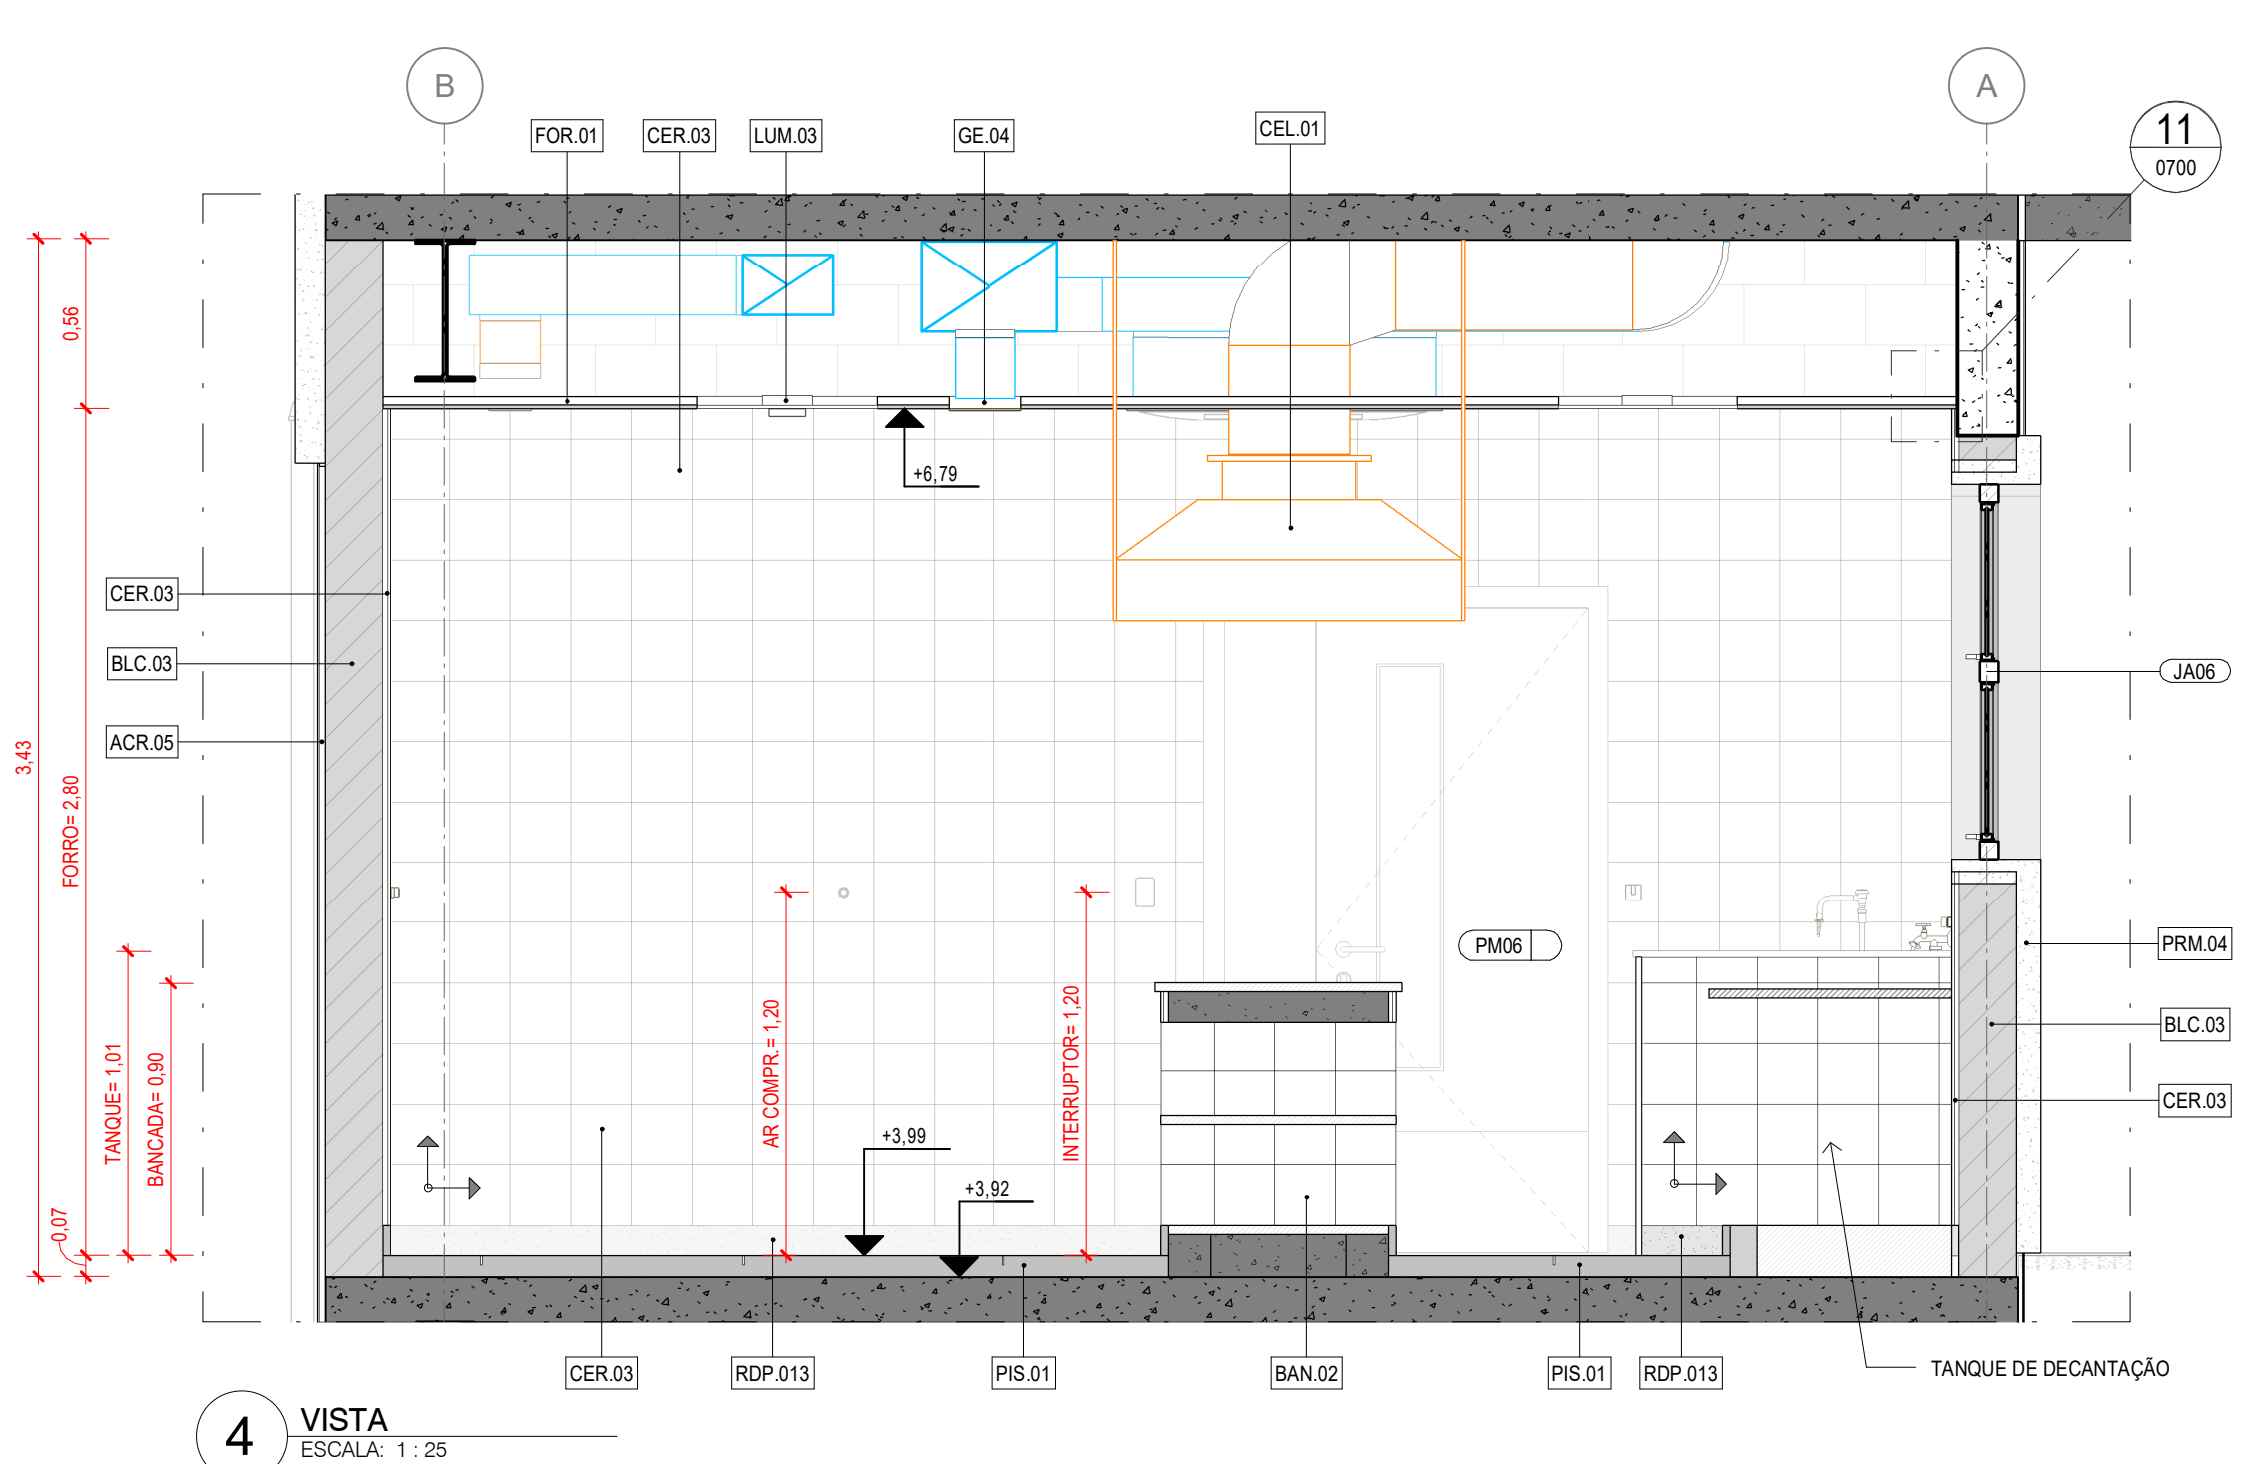 B
A
11
0700
FOR.01
CER.03
LUM.03
GE.04
CEL.01
0,56
+6,79
CER.03
BLC.03
JA06
ACR.05
3,43
FORRO= 2,80
PM06
PRM.04
TANQUE= 1,01
BANCADA= 0,90
AR COMPR.= 1,20
INTERRUPTOR= 1,20
BLC.03
CER.03
+3,99
+3,92
0,07
CER.03
RDP.013
PIS.01
BAN.02
PIS.01
RDP.013
TANQUE DE DECANTAÇÃO
4
VISTA
ESCALA: 1 : 25